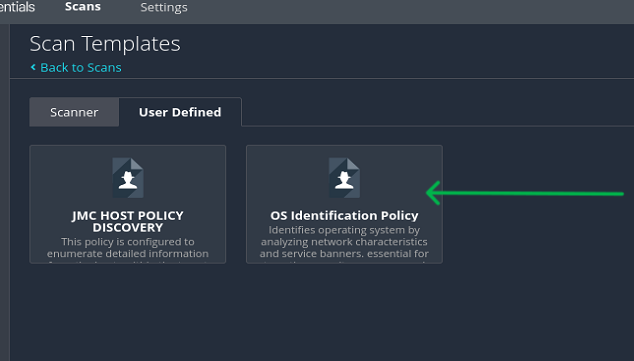 entials Scans Settings
Scan Templates
Back to Scans
Scanner User Defined
JMC HOST POLICY
DISCOVERY
This policy is configured to
enumerate detailed information
OS Identification Policy
Identifies operating system by
analyzing network characteristics
and service banners. essential for